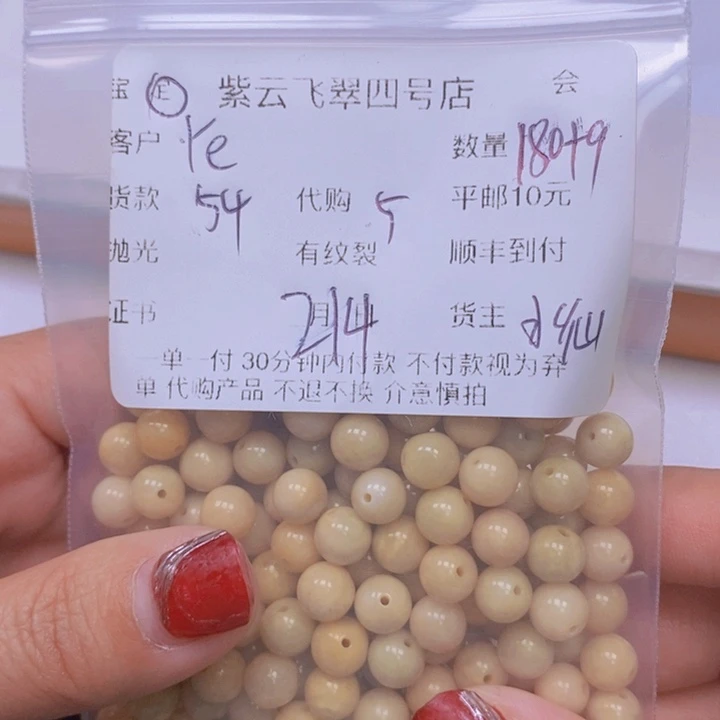 宝 正 紫云飞翠四号店 会
客户 Ye 数量 180+9
货款 54 代购 5 平邮10元
抛光 有纹裂 顺丰到付
证书 2月14日 货主
一单一付 30分钟内付款 不付款视为弃
单 代购产品 不退不换 介意慎拍